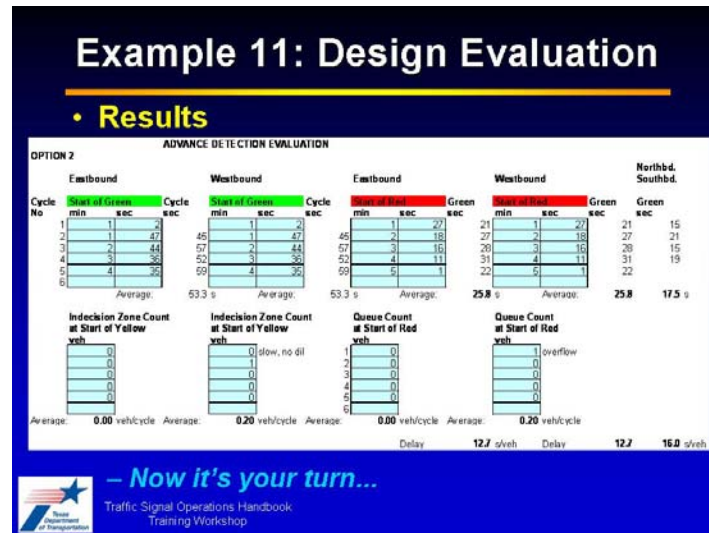 Example 11: Design Evaluation
• Results
ADVANCE DETECTION EVALUATION
OPTION 2
Northbd.
Eastbound Westbound Eastbound Westbound Southbd.
Cycle Start of Green Cycle Start of Green Cycle Start of Red Green Start of Red Green Green
No min sec sec min sec sec min sec sec min sec sec sec
1 1 2 1 2 1 27 21 1 27 21 15
2 1 47 45 1 47 45 2 18 27 2 18 27 21
3 2 44 57 2 44 57 3 16 28 3 16 28 15
4 3 36 52 3 36 52 4 11 31 4 11 31 19
5 4 35 59 4 35 59 5 1 22 5 1 22
6
Average: 53.3 s Average: 53.3 s Average: 25.8 s Average: 25.8 17.5 s
Indecision Zone Count Indecision Zone Count Queue Count Queue Count
at Start of Yellow at Start of Yellow at Start of Red at Start of Red
veh veh veh veh
0 0 slow, no dil 1 0 1 overflow
0 1 2 0 0
0 0 3 0 0
0 0 4 0 0
0 0 5 0 0
6
Average: 0.00 veh/cycle Average: 0.20 veh/cycle Average: 0.00 veh/cycle Average: 0.20 veh/cycle
Delay 12.7 s/veh Delay 12.7 16.0 s/veh
– Now it's your turn...
Traffic Signal Operations Handbook
Training Workshop
Texas
Department
of Transportation